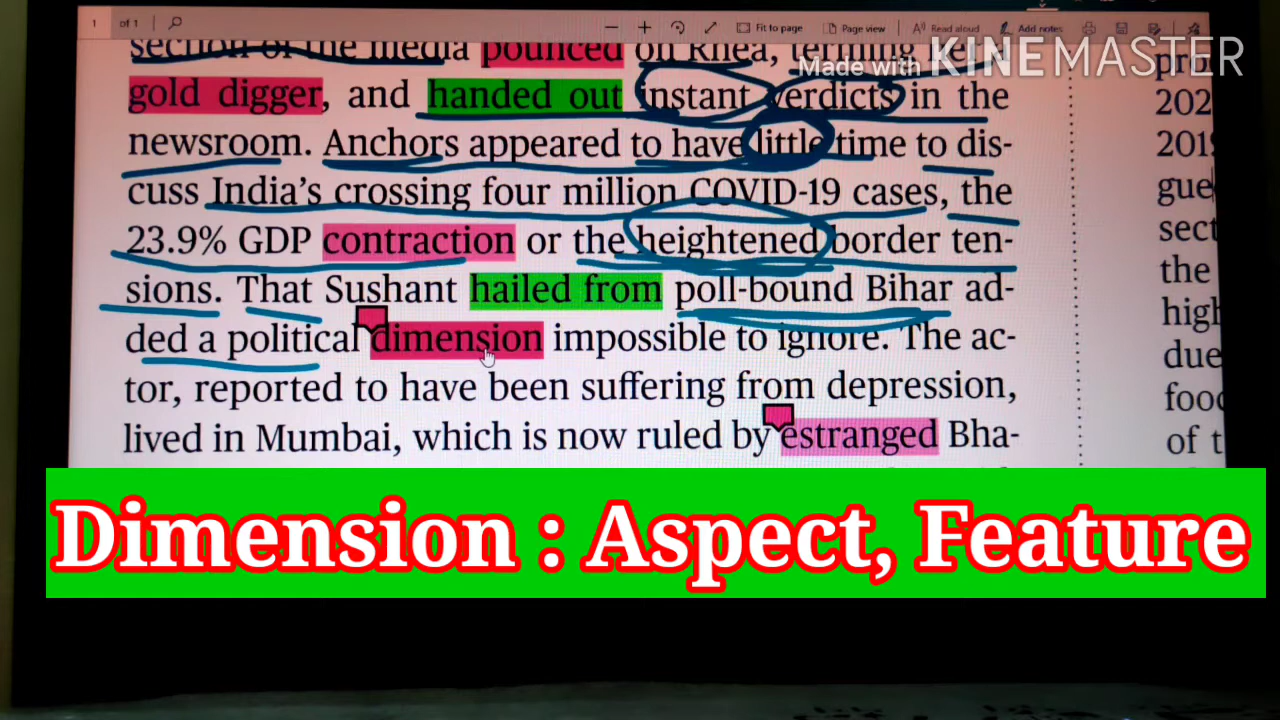 1 of 1
Fit to page
Page view
Read aloud
Add notes
Made with KINEMASTER
section of the media pounced on Rhea, terming her
gold digger, and handed out instant verdicts in the
newsroom. Anchors appeared to have little time to dis-
cuss India's crossing four million COVID-19 cases, the
23.9% GDP contraction or the heightened border ten-
sions. That Sushant hailed from poll-bound Bihar ad-
ded a political dimension impossible to ignore. The ac-
tor, reported to have been suffering from depression,
lived in Mumbai, which is now ruled by estranged Bha-
202
2019
gue
sect
the
high
due
food
of t
Dimension : Aspect, Feature